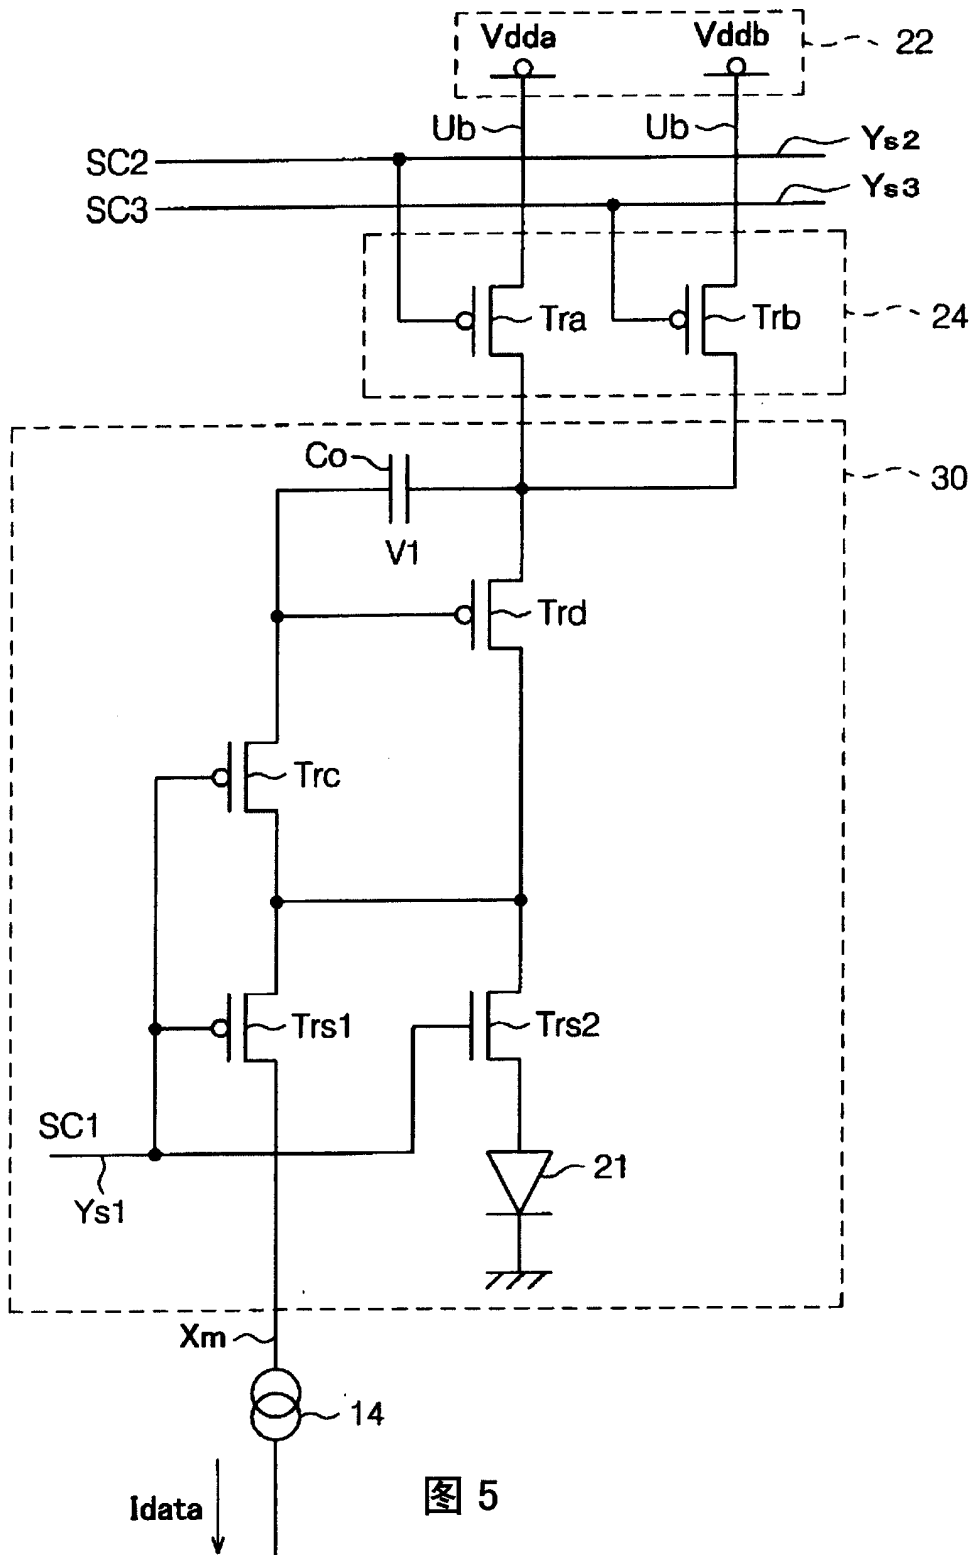 Vdda
Vddb
22
Ub
Ub
Ys2
SC2
Ys3
SC3
Tra
Trb
24
Co
30
V1
Trd
Trc
Trs1
Trs2
SC1
21
Ys1
Xm
14
Idata
图 5